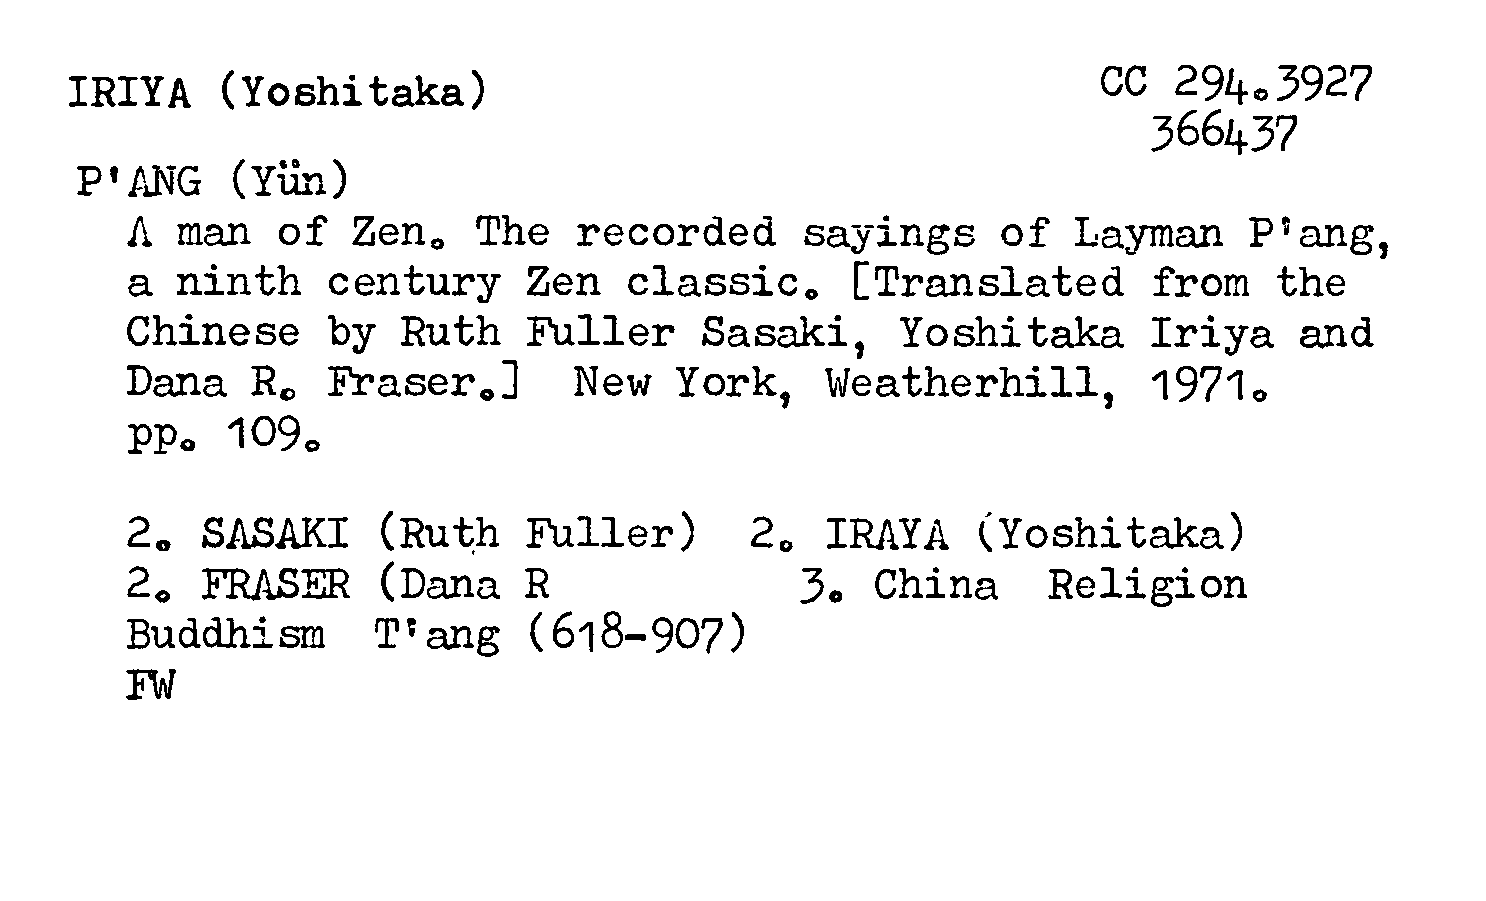 IRIYA (Yoshitaka)
CC 294.3927
366437
P'ANG (Yün)
A man of Zen. The recorded sayings of Layman P'ang,
a ninth century Zen classic. [Translated from the
Chinese by Ruth Fuller Sasaki, Yoshitaka Iriya and
Dana R. Fraser.] New York, Weatherhill, 1971.
pp. 109.
2. SASAKI (Ruth Fuller) 2. IRAYA (Yoshitaka)
2. FRASER (Dana R 3. China Religion
Buddhism T'ang (618-907)
FW